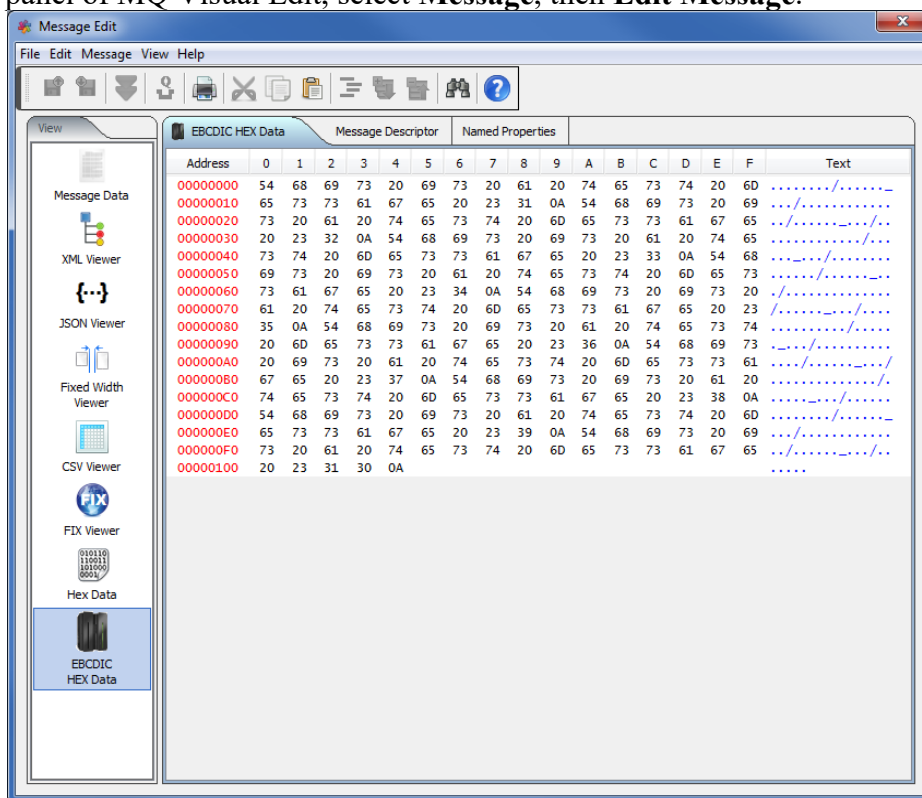 panel of MQ Visual Edit, select Message, then Edit Message.
Message Edit
File Edit Message View Help
View
Message Data
XML Viewer
{...}
JSON Viewer
Fixed Width
Viewer
CSV Viewer
FIX
FIX Viewer
010110
110011
101000
0001
Hex Data
EBCDIC
HEX Data
EBCDIC HEX Data Message Descriptor Named Properties
Address 0 1 2 3 4 5 6 7 8 9 A B C D E F Text
00000000 54 68 69 73 20 69 73 20 61 20 74 65 73 74 20 6D ......../......_
00000010 65 73 73 61 67 65 20 23 31 0A 54 68 69 73 20 69 .../............
00000020 73 20 61 20 74 65 73 74 20 6D 65 73 73 61 67 65 ../......_.../..
00000030 20 23 32 0A 54 68 69 73 20 69 73 20 61 20 74 65 ............/...
00000040 73 74 20 6D 65 73 73 61 67 65 20 23 33 0A 54 68 ..._.../........
00000050 69 73 20 69 73 20 61 20 74 65 73 74 20 6D 65 73 ....../......_..
00000060 73 61 67 65 20 23 34 0A 54 68 69 73 20 69 73 20 ./..............
00000070 61 20 74 65 73 74 20 6D 65 73 73 61 67 65 20 23 /......_.../....
00000080 35 0A 54 68 69 73 20 69 73 20 61 20 74 65 73 74 ........../.....
00000090 20 6D 65 73 73 61 67 65 20 23 36 0A 54 68 69 73 ._.../..........
000000A0 20 69 73 20 61 20 74 65 73 74 20 6D 65 73 73 61 ..../......_.../
000000B0 67 65 20 23 37 0A 54 68 69 73 20 69 73 20 61 20 ............../.
000000C0 74 65 73 74 20 6D 65 73 73 61 67 65 20 23 38 0A ....._.../......
000000D0 54 68 69 73 20 69 73 20 61 20 74 65 73 74 20 6D ......../......_
000000E0 65 73 73 61 67 65 20 23 39 0A 54 68 69 73 20 69 .../............
000000F0 73 20 61 20 74 65 73 74 20 6D 65 73 73 61 67 65 ../......_.../..
00000100 20 23 31 30 0A .....